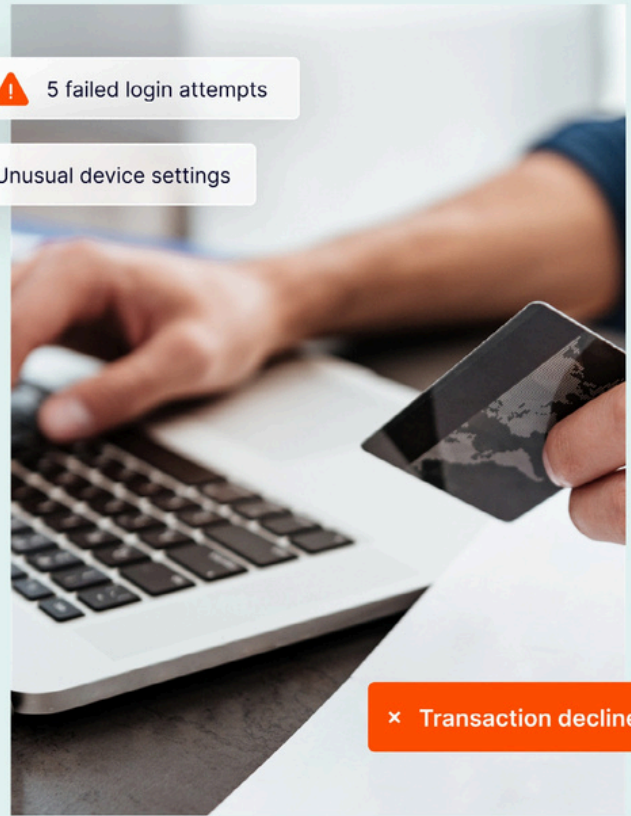 5 failed login attempts
Unusual device settings
× Transaction decline